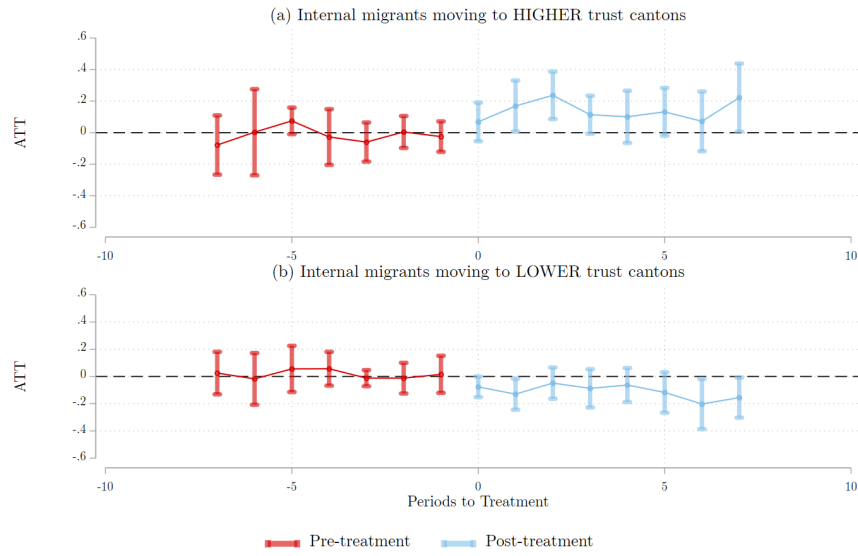 (a) Internal migrants moving to HIGHER trust cantons
.6
.4
.2
0
-.2
-.4
-.6
ATT
-10 -5 0 5 10
(b) Internal migrants moving to LOWER trust cantons
.6
.4
.2
0
-.2
-.4
-.6
ATT
-10 -5 0 5 10
Periods to Treatment
Pre-treatment Post-treatment